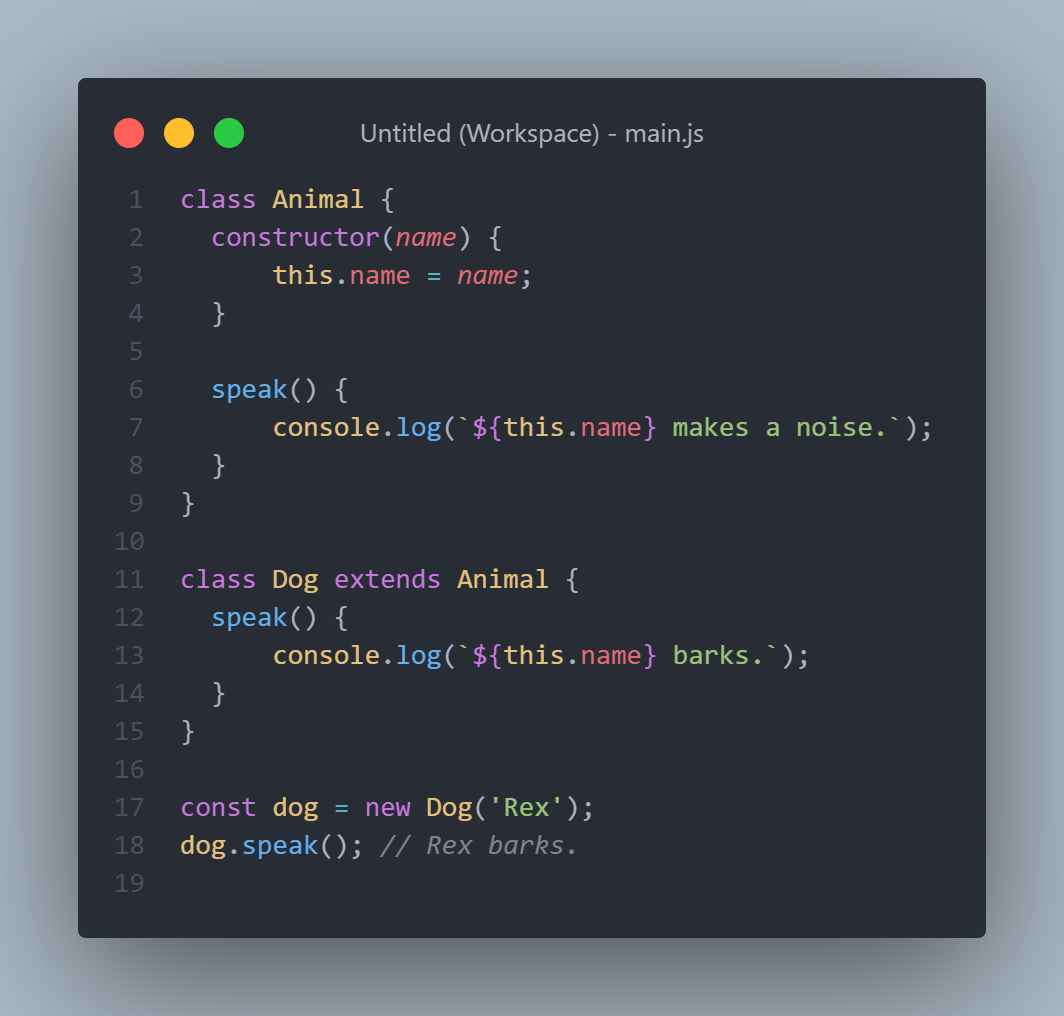 Untitled (Workspace) - main.js
1 class Animal {
2   constructor(name) {
3       this.name = name;
4   }
5
6   speak() {
7       console.log(`${this.name} makes a noise.`);
8   }
9 }
10
11 class Dog extends Animal {
12   speak() {
13       console.log(`${this.name} barks.`);
14   }
15 }
16
17 const dog = new Dog('Rex');
18 dog.speak(); // Rex barks.
19